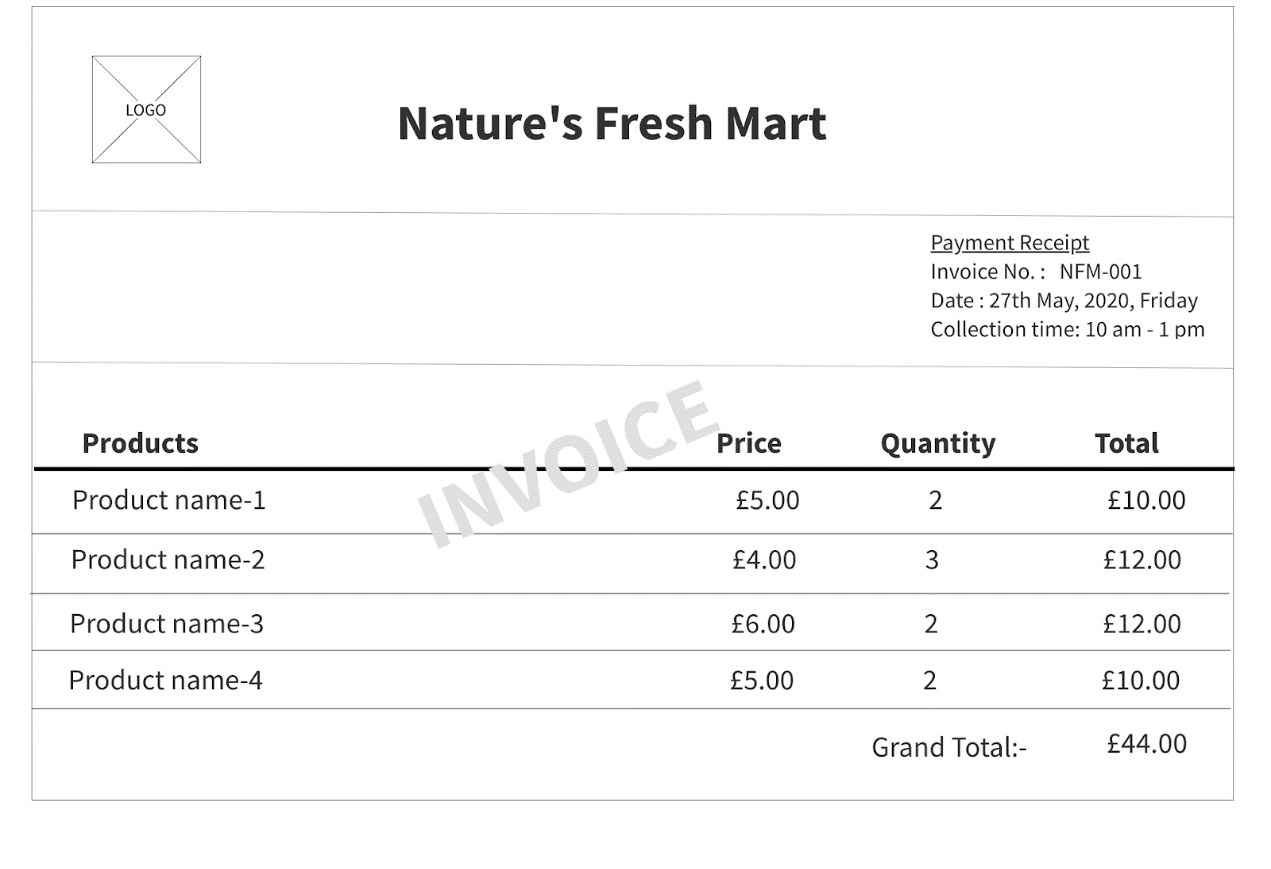 LOGO
Nature's Fresh Mart
Payment Receipt
Invoice No. : NFM-001
Date : 27th May, 2020, Friday
Collection time: 10 am - 1 pm
INVOICE
Products Price Quantity Total
Product name-1 £5.00 2 £10.00
Product name-2 £4.00 3 £12.00
Product name-3 £6.00 2 £12.00
Product name-4 £5.00 2 £10.00
Grand Total:- £44.00